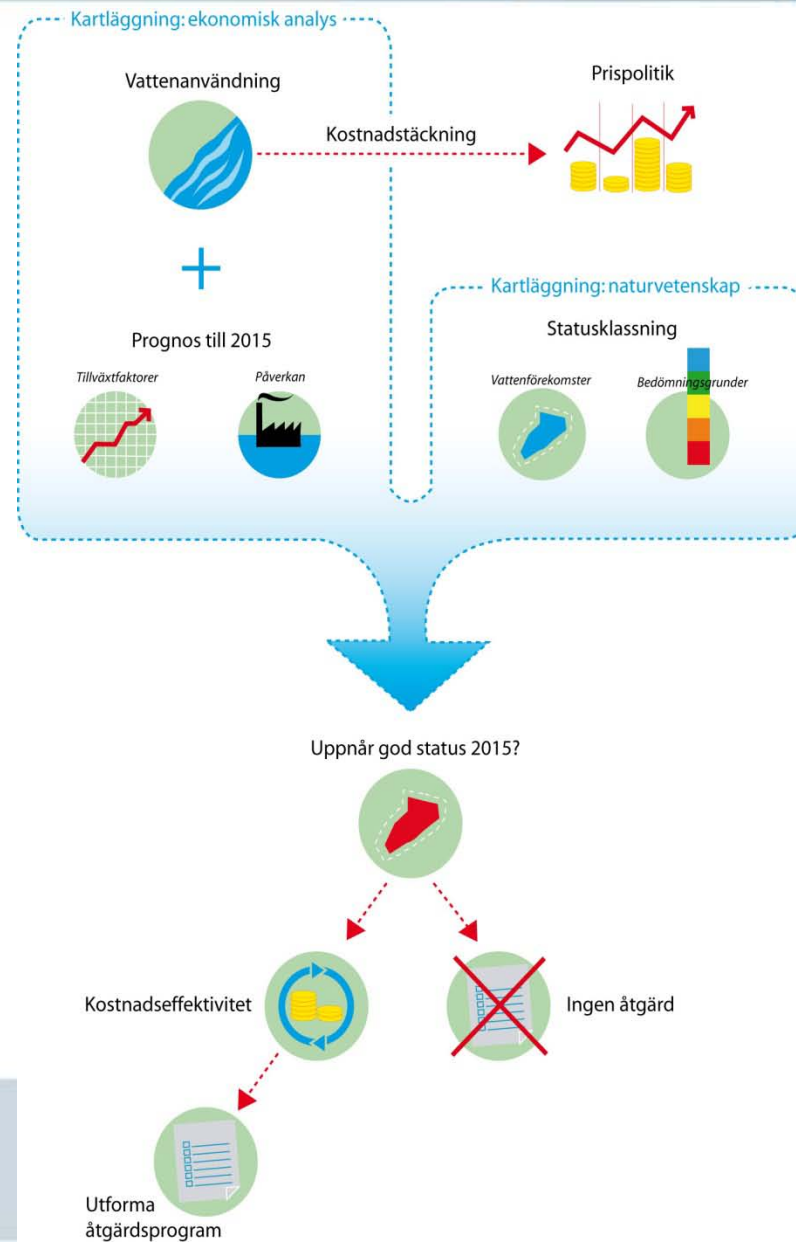 Kartläggning: ekonomisk analys
Vattenanvändning
Kostnadstäckning
Prispolitik
Prognos till 2015
Tillväxtfaktorer
Påverkan
Kartläggning: naturvetenskap
Statusklassning
Vattenförekomster
Bedömningsgrunder
Uppnår god status 2015?
Kostnadseffektivitet
Ingen åtgärd
Utforma
åtgärdsprogram